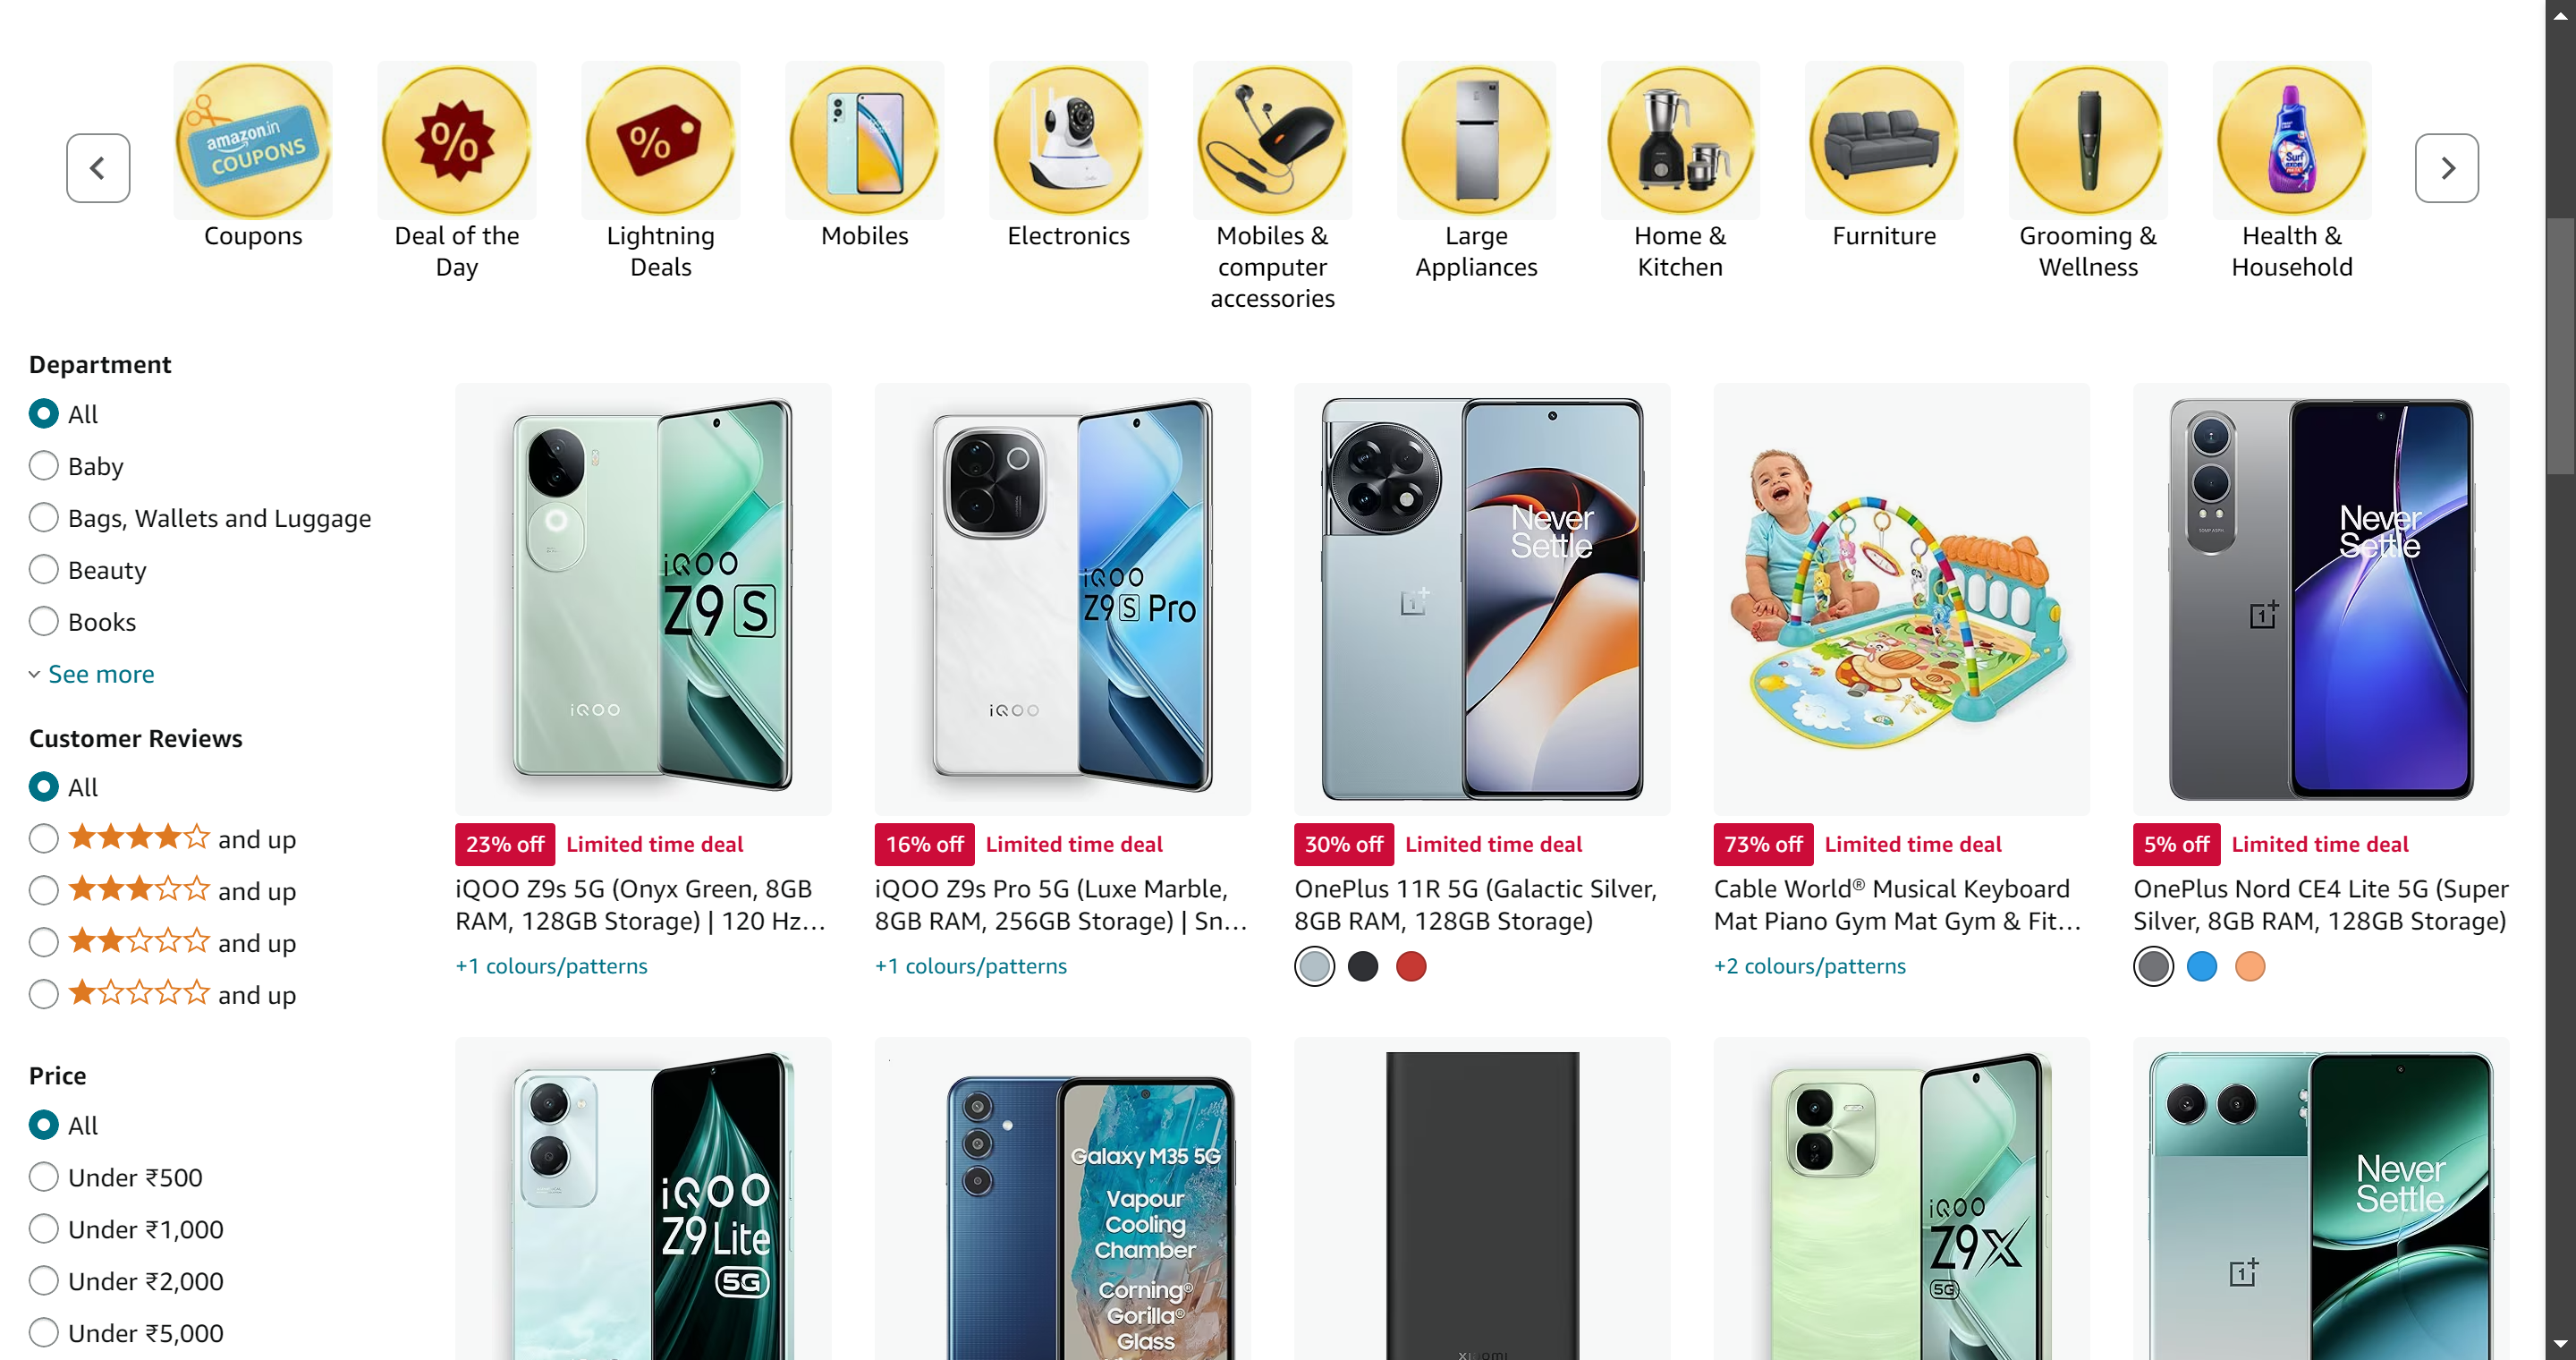 amazon.in
COUPONS
%
%
Surf
excel
Coupons
Deal of the
Day
Lightning
Deals
Mobiles
Electronics
Mobiles &
computer
accessories
Large
Appliances
Home &
Kitchen
Furniture
Grooming &
Wellness
Health &
Household
Department
All
Baby
Bags, Wallets and Luggage
Beauty
Books
See more
Customer Reviews
All
and up
and up
and up
and up
Price
All
Under ₹500
Under ₹1,000
Under ₹2,000
Under ₹5,000
iQOO
Z9 S
iQOO
23% off Limited time deal
iQOO Z9s 5G (Onyx Green, 8GB
RAM, 128GB Storage) | 120 Hz…
+1 colours/patterns
iQOO
Z9 S Pro
iQOO
16% off Limited time deal
iQOO Z9s Pro 5G (Luxe Marble,
8GB RAM, 256GB Storage) | Sn…
+1 colours/patterns
Never
Settle
1+
30% off Limited time deal
OnePlus 11R 5G (Galactic Silver,
8GB RAM, 128GB Storage)
73% off Limited time deal
Cable World® Musical Keyboard
Mat Piano Gym Mat Gym & Fit…
+2 colours/patterns
Never
Settle
1+
5% off Limited time deal
OnePlus Nord CE4 Lite 5G (Super
Silver, 8GB RAM, 128GB Storage)
iQOO
Z9 Lite
5G
Galaxy M35 5G
Vapour
Cooling
Chamber
Corning®
Gorilla®
Glass
xiaomi
iQOO
Z9X
5G
Never
Settle
1+